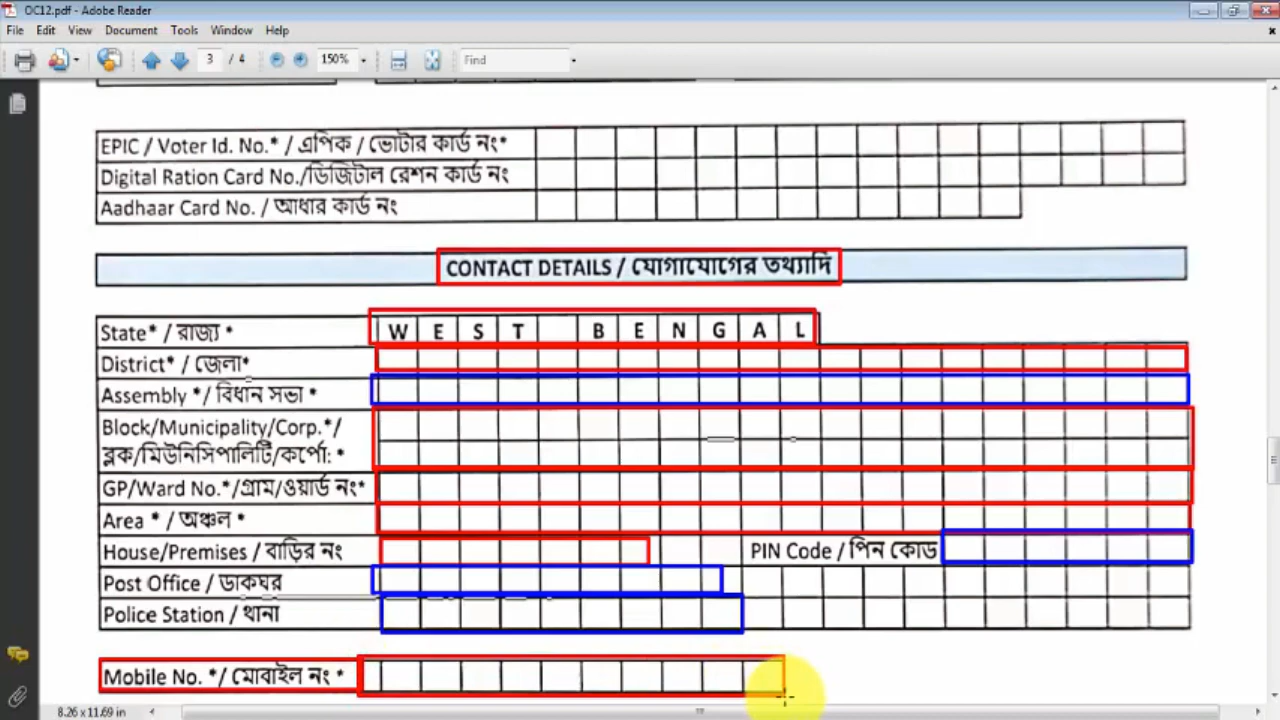 OC12.pdf - Adobe Reader
File Edit View Document Tools Window Help
3 / 4 150% Find
EPIC / Voter Id. No.* / এপিক / ভোটার কার্ড নং*
Digital Ration Card No./ডিজিটাল রেশন কার্ড নং
Aadhaar Card No. / আধার কার্ড নং
CONTACT DETAILS / যোগাযোগের তথ্যাদি
State* / রাজ্য * W E S T B E N G A L
District* / জেলা*
Assembly */ বিধান সভা *
Block/Municipality/Corp.*/
ব্লক/মিউনিসিপালিটি/কর্পো: *
GP/Ward No.*/গ্রাম/ওয়ার্ড নং*
Area * / অঞ্চল *
House/Premises / বাড়ির নং PIN Code / পিন কোড
Post Office / ডাকঘর
Police Station / থানা
Mobile No. */ মোবাইল নং *
8.26 x 11.69 in